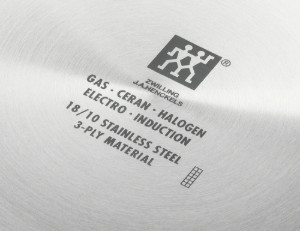 ®
ZWILLING
J.A.HENCKELS
GAS · CERAN · HALOGEN
ELECTRO · INDUCTION
18/10 STAINLESS STEEL
3-PLY MATERIAL